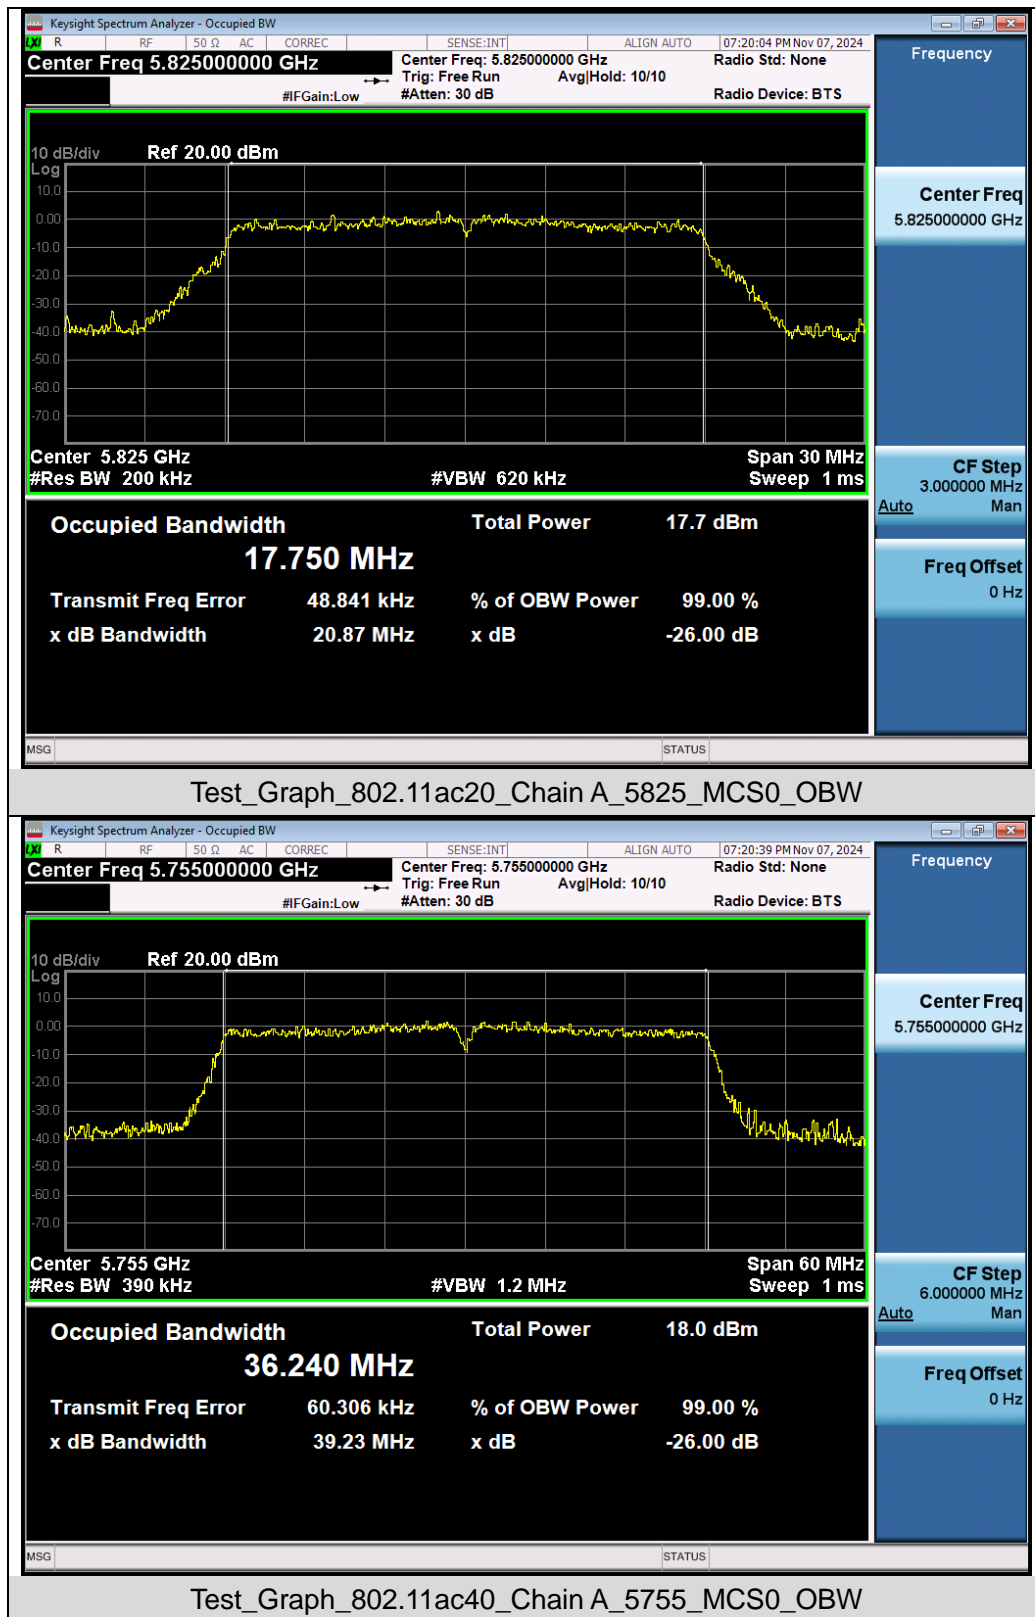 Keysight Spectrum Analyzer - Occupied BW
LXI R RF 50 Ω AC CORREC SENSE:INT ALIGN AUTO 07:20:04 PM Nov 07, 2024
Center Freq 5.825000000 GHz
Center Freq: 5.825000000 GHz Radio Std: None
Trig: Free Run Avg|Hold: 10/10
#IFGain:Low #Atten: 30 dB Radio Device: BTS
Frequency
10 dB/div Ref 20.00 dBm
Log
10.0
0.00
-10.0
-20.0
-30.0
-40.0
-50.0
-60.0
-70.0
Center 5.825 GHz Span 30 MHz
#Res BW 200 kHz #VBW 620 kHz Sweep 1 ms
Center Freq
5.825000000 GHz
CF Step
3.000000 MHz
Auto Man
Freq Offset
0 Hz
Occupied Bandwidth Total Power 17.7 dBm
17.750 MHz
Transmit Freq Error 48.841 kHz % of OBW Power 99.00 %
x dB Bandwidth 20.87 MHz x dB -26.00 dB
MSG STATUS
Test_Graph_802.11ac20_Chain A_5825_MCS0_OBW
Keysight Spectrum Analyzer - Occupied BW
LXI R RF 50 Ω AC CORREC SENSE:INT ALIGN AUTO 07:20:39 PM Nov 07, 2024
Center Freq 5.755000000 GHz
Center Freq: 5.755000000 GHz Radio Std: None
Trig: Free Run Avg|Hold: 10/10
#IFGain:Low #Atten: 30 dB Radio Device: BTS
Frequency
10 dB/div Ref 20.00 dBm
Log
10.0
0.00
-10.0
-20.0
-30.0
-40.0
-50.0
-60.0
-70.0
Center 5.755 GHz Span 60 MHz
#Res BW 390 kHz #VBW 1.2 MHz Sweep 1 ms
Center Freq
5.755000000 GHz
CF Step
6.000000 MHz
Auto Man
Freq Offset
0 Hz
Occupied Bandwidth Total Power 18.0 dBm
36.240 MHz
Transmit Freq Error 60.306 kHz % of OBW Power 99.00 %
x dB Bandwidth 39.23 MHz x dB -26.00 dB
MSG STATUS
Test_Graph_802.11ac40_Chain A_5755_MCS0_OBW